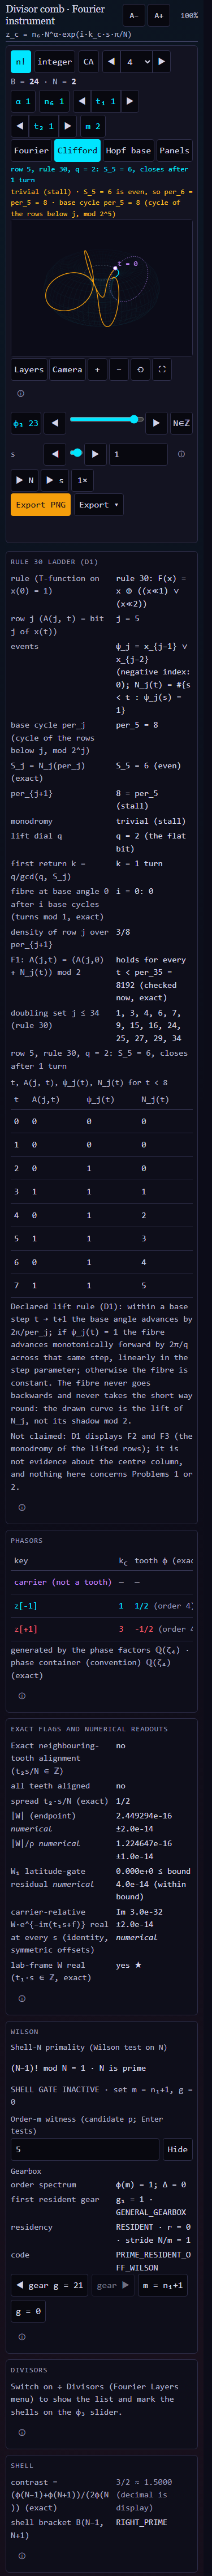 Divisor comb · Fourier instrument
A−
A+
100%
z_c = n₀·N^α·exp(i·k_c·s·π/N)
n!
integer
CA
◀
4
▶
B = 24 · N = 2
α 1
n₀ 1
◀
t₁ 1
▶
◀
t₂ 1
▶
m 2
Fourier
Clifford
Hopf base
Panels
row 5, rule 30, q = 2: S_5 = 6, closes after 1 turn
trivial (stall) · S_5 = 6 is even, so per_6 = per_5 = 8 · base cycle per_5 = 8 (cycle of the rows below j, mod 2^5)
t = 0
Layers
Camera
+
−
⟲
⛶
ϕ₃ 23
◀
▶
N∈ℤ
s
◀
▶
1
▶ N
▶ s
1×
Export PNG
Export ▾
RULE 30 LADDER (D1)
rule (T-function on x(0) = 1)
rule 30: F(x) = x ⊕ ((x≪1) ∨ (x≪2))
row j (A(j, t) = bit j of x(t))
j = 5
events
ψ_j = x_{j−1} ∨ x_{j−2} (negative index: 0); N_j(t) = #{s < t : ψ_j(s) = 1}
base cycle per_j (cycle of the rows below j, mod 2^j)
per_5 = 8
S_j = N_j(per_j) (exact)
S_5 = 6 (even)
per_{j+1}
8 = per_5 (stall)
monodromy
trivial (stall)
lift dial q
q = 2 (the flat bit)
first return k = q/gcd(q, S_j)
k = 1 turn
fibre at base angle 0 after i base cycles (turns mod 1, exact)
i = 0: 0
density of row j over per_{j+1}
3/8
F1: A(j,t) = (A(j,0) + N_j(t)) mod 2
holds for every t < per_35 = 8192 (checked now, exact)
doubling set j ≤ 34 (rule 30)
1, 3, 4, 6, 7, 9, 15, 16, 24, 25, 27, 29, 34
row 5, rule 30, q = 2: S_5 = 6, closes after 1 turn
t, A(j, t), ψ_j(t), N_j(t) for t < 8
t A(j,t) ψ_j(t) N_j(t)
0 0 0 0
1 0 0 0
2 0 1 0
3 1 1 1
4 0 1 2
5 1 1 3
6 0 1 4
7 1 1 5
Declared lift rule (D1): within a base step t → t+1 the base angle advances by 2π/per_j; if ψ_j(t) = 1 the fibre advances monotonically forward by 2π/q across that same step, linearly in the step parameter; otherwise the fibre is constant. The fibre never goes backwards and never takes the short way round: the drawn curve is the lift of N_j, not its shadow mod 2.
Not claimed: D1 displays F2 and F3 (the monodromy of the lifted rows); it is not evidence about the centre column, and nothing here concerns Problems 1 or 2.
PHASORS
key k_C tooth ϕ (exac
carrier (not a tooth) — —
z[-1] 1 1/2 (order 4)
z[+1] 3 -1/2 (order 4
generated by the phase factors ℚ(ζ₄) · phase container (convention) ℚ(ζ₄) (exact)
EXACT FLAGS AND NUMERICAL READOUTS
Exact neighbouring-tooth alignment (t₂s/N ∈ ℤ)
no
all teeth aligned
no
spread t₂·s/N (exact)
1/2
|W| (endpoint) numerical
2.449294e-16 ±2.0e-14
|W|/ρ numerical
1.224647e-16 ±1.0e-14
W₁ latitude-gate residual numerical
0.000e+0 ≤ bound 4.0e-14 (within bound)
carrier-relative W·e^{−iπ(t₁s+f)} real at every s (identity, symmetric offsets)
Im 3.0e-32 ±2.0e-14 numerical
lab-frame W real (t₁·s ∈ ℤ, exact)
yes ★
WILSON
Shell-N primality (Wilson test on N)
(N−1)! mod N = 1 · N is prime
SHELL GATE INACTIVE · set m = n₁+1, g = 0
Order-m witness (candidate p; Enter tests)
5
Hide
Gearbox
order spectrum
ϕ(m) = 1; Δ = 0
first resident gear
g₁ = 1 · GENERAL_GEARBOX
residency
RESIDENT · r = 0 · stride N/m = 1
code
PRIME_RESIDENT_OFF_WILSON
◀ gear g = 21
gear ▶
m = n₁+1
g = 0
DIVISORS
Switch on ÷ Divisors (Fourier Layers menu) to show the list and mark the shells on the ϕ₃ slider.
SHELL
contrast = (ϕ(N−1)+ϕ(N+1))/(2ϕ(N)) (exact)
3/2 ≈ 1.5000 (decimal is display)
shell bracket B(N−1, N+1)
RIGHT_PRIME